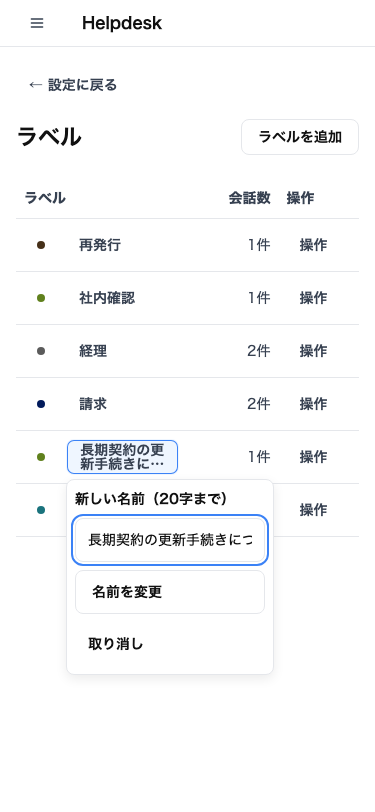 Helpdesk
← 設定に戻る
ラベル
ラベルを追加
ラベル 会話数 操作
再発行 1件 操作
社内確認 1件 操作
経理 2件 操作
請求 2件 操作
長期契約の更
新手続きに… 1件 操作
操作
新しい名前（20字まで）
長期契約の更新手続きにつ
名前を変更
取り消し